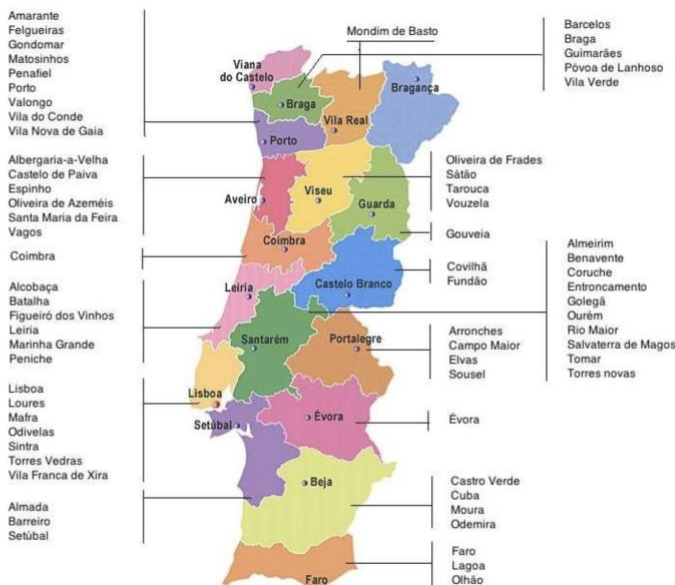 Amarante
Felgueiras
Gondomar
Matosinhos
Penafiel
Porto
Valongo
Vila do Conde
Vila Nova de Gaia
Mondim de Basto
Barcelos
Braga
Guimarães
Póvoa de Lanhoso
Vila Verde
Viana
do Castelo
Braga
Vila Real
Bragança
Porto
Albergaria-a-Velha
Castelo de Paiva
Espinho
Oliveira de Azeméis
Santa Maria da Feira
Vagos
Aveiro
Viseu
Guarda
Oliveira de Frades
Sátão
Tarouca
Vouzela
Gouveia
Coimbra
Coimbra
Covilhã
Fundão
Castelo Branco
Almeirim
Benavente
Coruche
Entroncamento
Golegã
Ourém
Rio Maior
Salvaterra de Magos
Tomar
Torres novas
Alcobaça
Batalha
Figueiró dos Vinhos
Leiria
Marinha Grande
Peniche
Leiria
Santarém
Portalegre
Arronches
Campo Maior
Elvas
Sousel
Lisboa
Loures
Mafra
Odivelas
Sintra
Torres Vedras
Vila Franca de Xira
Lisboa
Setúbal
Évora
Évora
Almada
Barreiro
Setúbal
Beja
Castro Verde
Cuba
Moura
Odemira
Faro
Faro
Lagoa
Olhão